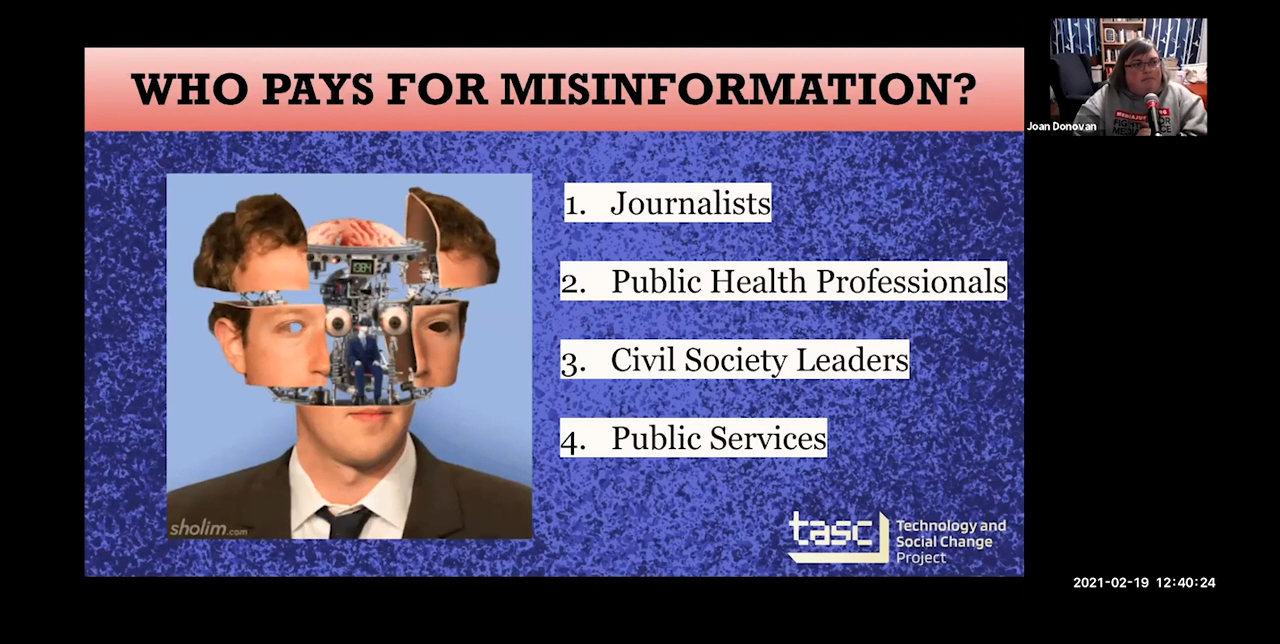 WHO PAYS FOR MISINFORMATION?
Joan Donovan
1. Journalists
2. Public Health Professionals
3. Civil Society Leaders
4. Public Services
1984
sholim.com
tasc
Technology and
Social Change
Project
2021-02-19 12:40:24